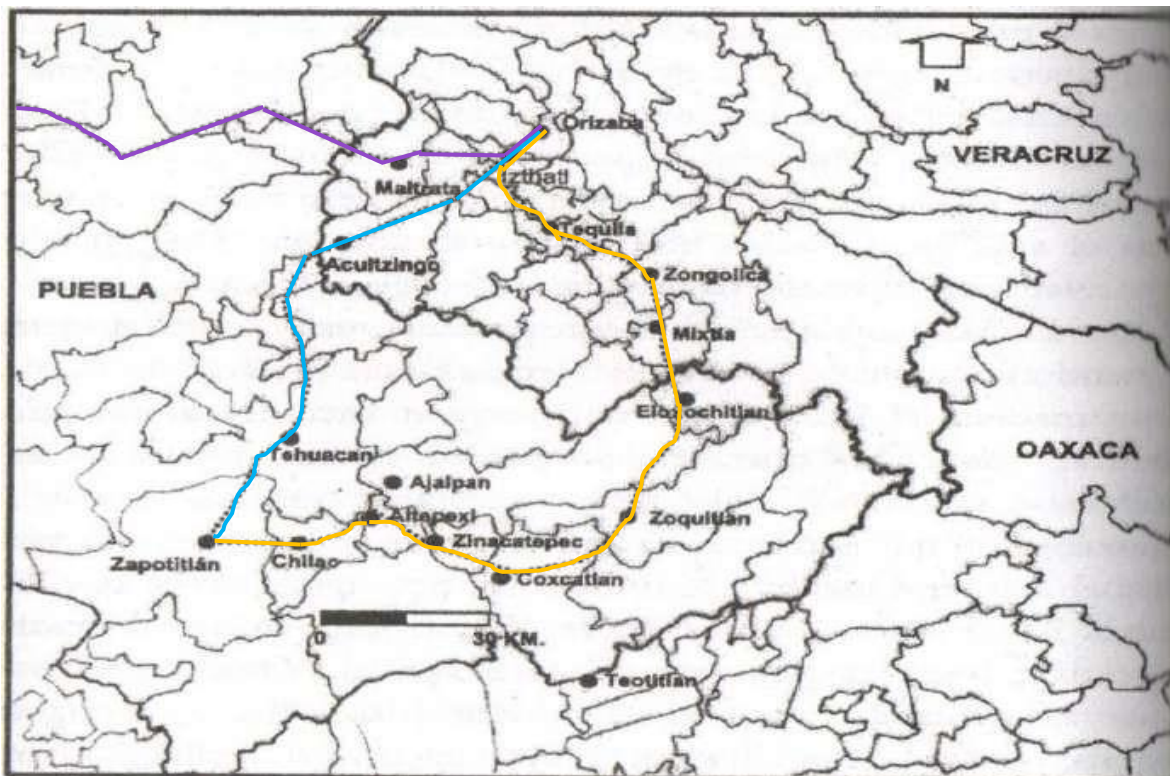 N
Orizaba
VERACRUZ
Maltrata
Tequila
Acultzingo
Zongolica
PUEBLA
Mixtla
Eloxochitlan
Tehuacan
OAXACA
Ajalpan
Altepexi
Zoquitlan
Zinacatepec
Zapotitlán
Chilac
Coxcatlan
0 30 KM.
Teotitlan